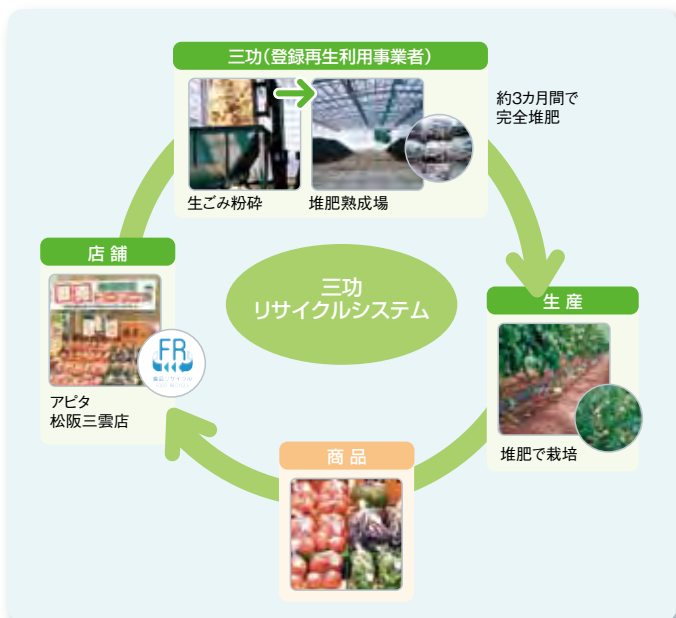 三功(登録再生利用事業者)
生ごみ粉砕
堆肥熟成場
約3カ月間で
完全堆肥
店舗
FR
アピタ
松阪三雲店
三功
リサイクルシステム
生産
堆肥で栽培
商品